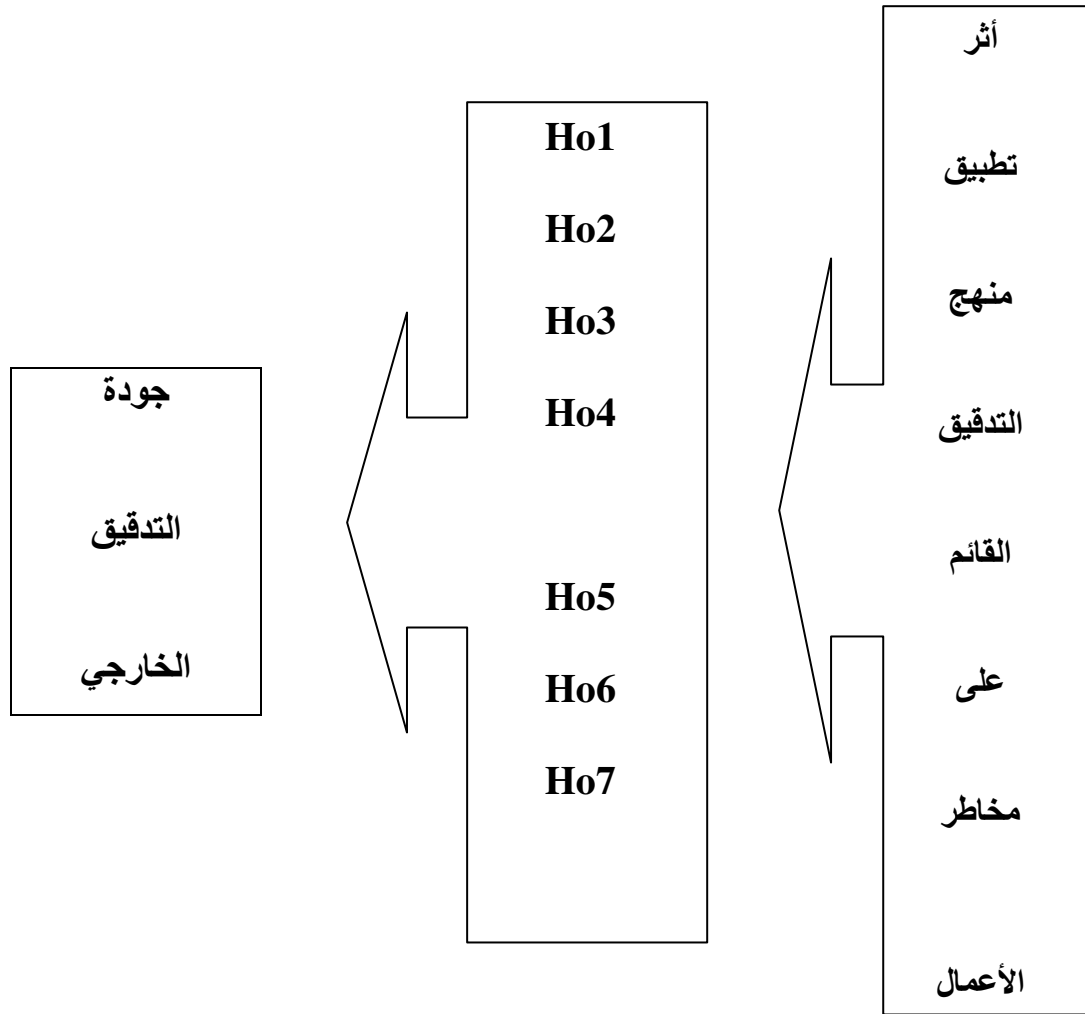 أثر
تطبيق
منهج
التدقيق
القائم
على
مخاطر
الأعمال
Ho1
Ho2
Ho3
Ho4
Ho5
Ho6
Ho7
جودة
التدقيق
الخارجي